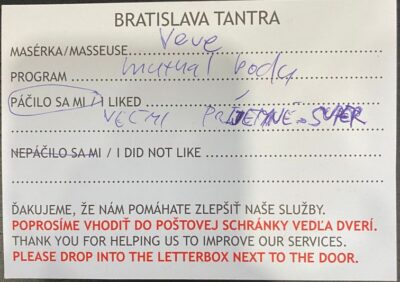 BRATISLAVA TANTRA
MASÉRKA/MASSEUSE Veve
PROGRAM mutual body
PÁČILO SA MI / I LIKED
VEĽMI PRÍJEMNÉ. SUPER
NEPÁČILO SA MI / I DID NOT LIKE
ĎAKUJEME, ŽE NÁM POMÁHATE ZLEPŠIŤ NAŠE SLUŽBY.
POPROSÍME VHODIŤ DO POŠTOVEJ SCHRÁNKY VEDĽA DVERÍ.
THANK YOU FOR HELPING US TO IMPROVE OUR SERVICES.
PLEASE DROP INTO THE LETTERBOX NEXT TO THE DOOR.